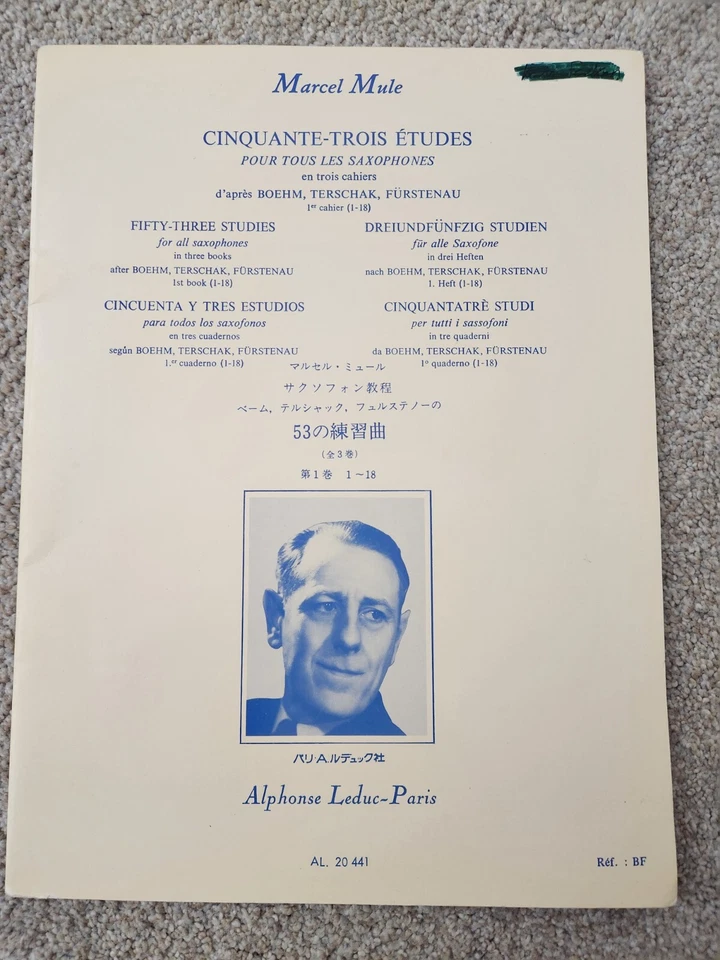 Marcel Mule
CINQUANTE-TROIS ÉTUDES
POUR TOUS LES SAXOPHONES
en trois cahiers
d'après BOEHM, TERSCHAK, FÜRSTENAU
1er cahier (1-18)
FIFTY-THREE STUDIES
for all saxophones
in three books
after BOEHM, TERSCHAK, FÜRSTENAU
1st book (1-18)
DREIUNDFÜNFZIG STUDIEN
für alle Saxofone
in drei Heften
nach BOEHM, TERSCHAK, FÜRSTENAU
1. Heft (1-18)
CINCUENTA Y TRES ESTUDIOS
para todos los saxofonos
en tres cuadernos
según BOEHM, TERSCHAK, FÜRSTENAU
1.er cuaderno (1-18)
CINQUANTATRÈ STUDI
per tutti i sassofoni
in tre quaderni
da BOEHM, TERSCHAK, FÜRSTENAU
1º quaderno (1-18)
マルセル・ミュール
サクソフォン教程
ベーム, テルシャック, フュルステノーの
53の練習曲
(全3巻)
第1巻 1〜18
パリ・A.ルデュック社
Alphonse Leduc-Paris
AL. 20 441
Réf. : BF